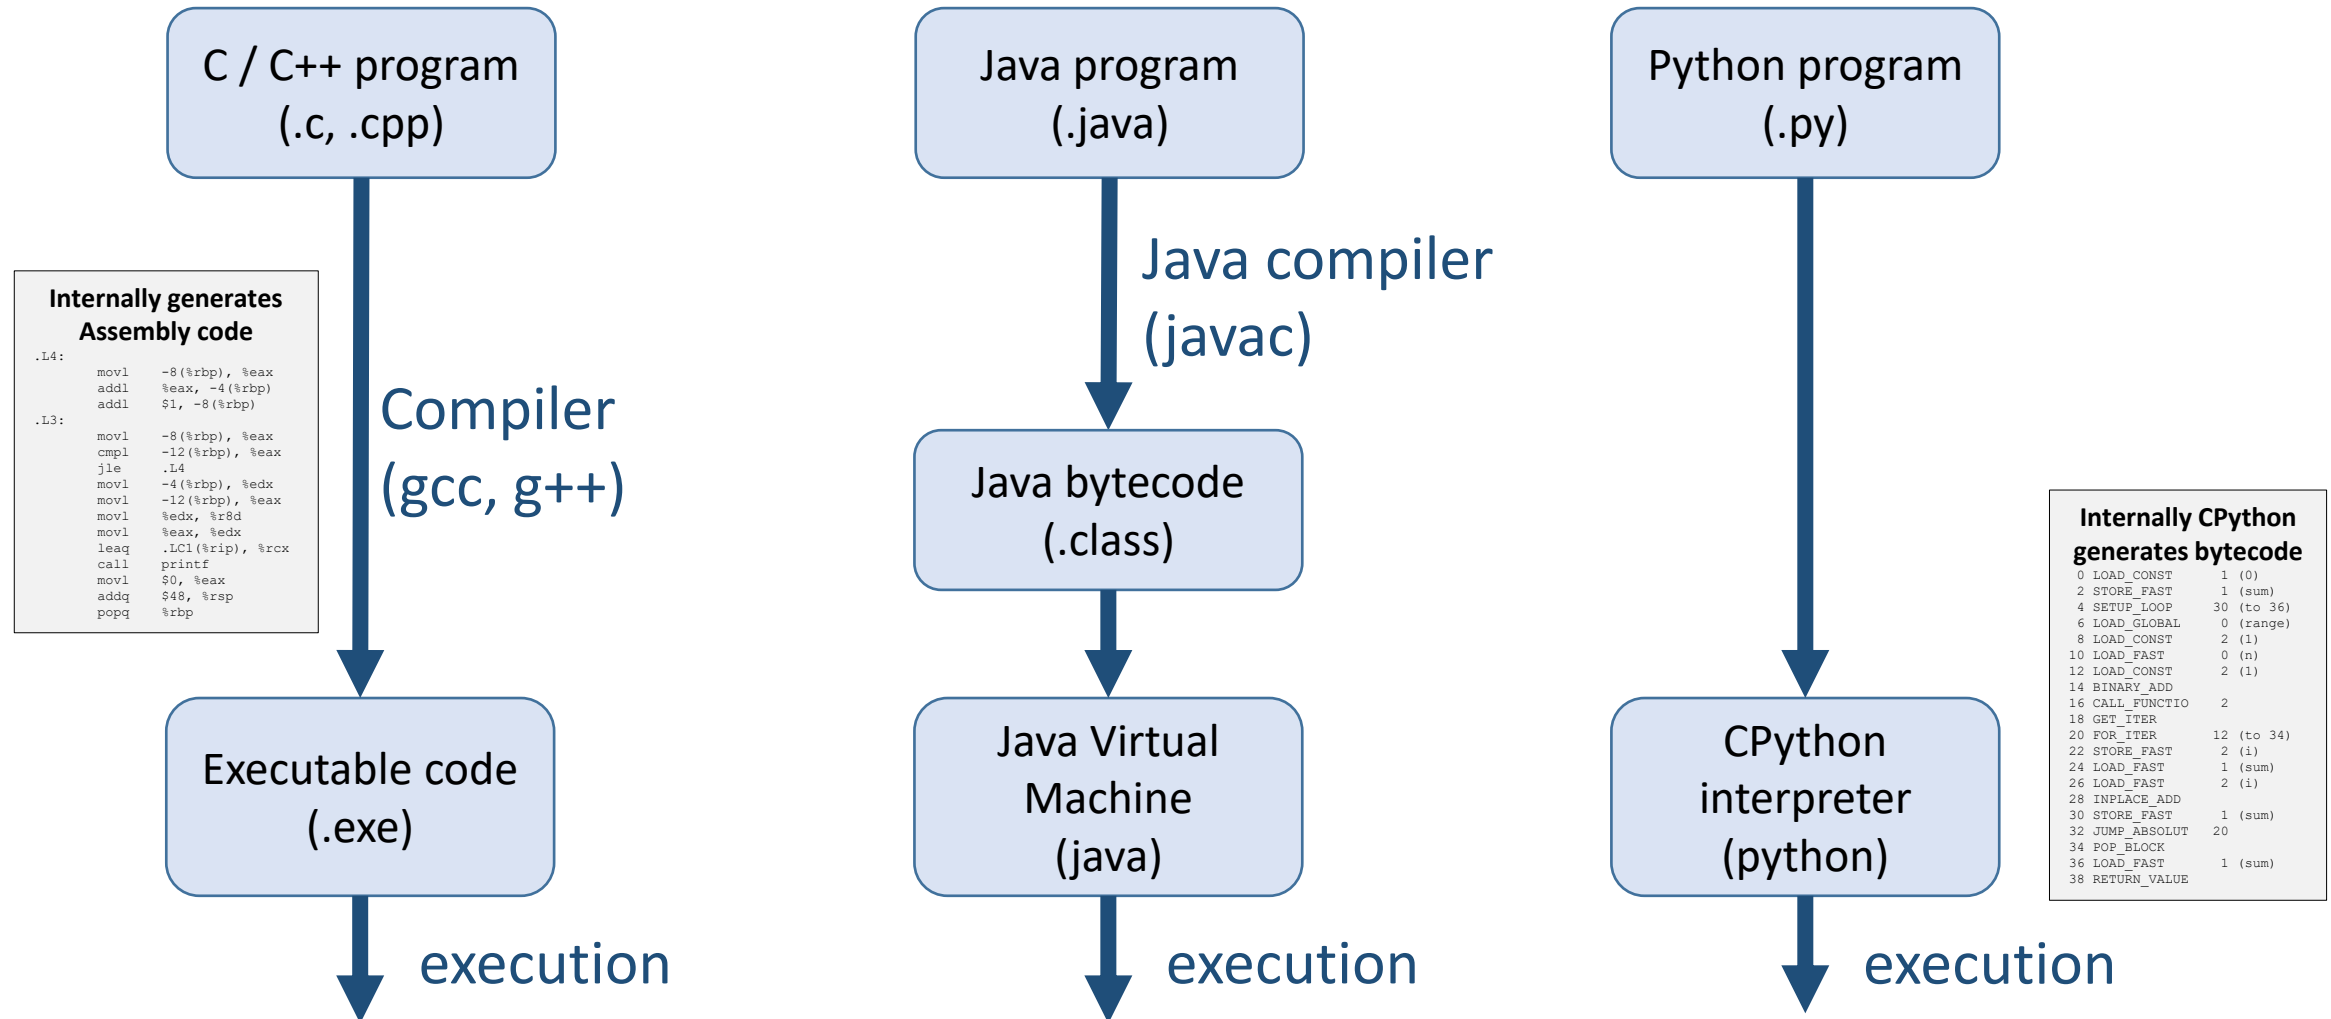 C / C++ program
(.c, .cpp)
Internally generates
Assembly code
.L4:
movl -8(%rbp), %eax
addl %eax, -4(%rbp)
addl $1, -8(%rbp)
.L3:
movl -8(%rbp), %eax
cmpl -12(%rbp), %eax
jle .L4
movl -4(%rbp), %edx
movl -12(%rbp), %eax
movl %edx, %r8d
movl %eax, %edx
leaq .LC1(%rip), %rcx
call printf
movl $0, %eax
addq $48, %rsp
popq %rbp
Compiler
(gcc, g++)
Executable code
(.exe)
execution
Java program
(.java)
Java compiler
(javac)
Java bytecode
(.class)
Java Virtual
Machine
(java)
execution
Python program
(.py)
CPython
interpreter
(python)
Internally CPython
generates bytecode
0 LOAD_CONST 1 (0)
2 STORE_FAST 1 (sum)
4 SETUP_LOOP 30 (to 36)
6 LOAD_GLOBAL 0 (range)
8 LOAD_CONST 2 (1)
10 LOAD_FAST 0 (n)
12 LOAD_CONST 2 (1)
14 BINARY_ADD
16 CALL_FUNCTIO 2
18 GET_ITER
20 FOR_ITER 12 (to 34)
22 STORE_FAST 2 (i)
24 LOAD_FAST 1 (sum)
26 LOAD_FAST 2 (i)
28 INPLACE_ADD
30 STORE_FAST 1 (sum)
32 JUMP_ABSOLUT 20
34 POP_BLOCK
36 LOAD_FAST 1 (sum)
38 RETURN_VALUE
execution